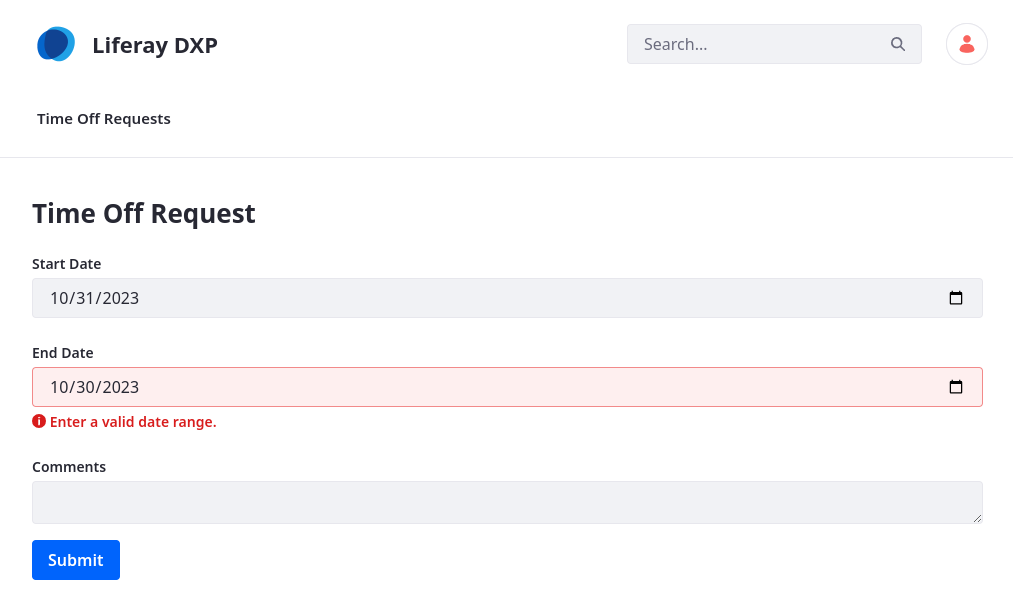 Liferay DXP
Search...
Time Off Requests
Time Off Request
Start Date
10/31/2023
End Date
10/30/2023
Enter a valid date range.
Comments
Submit